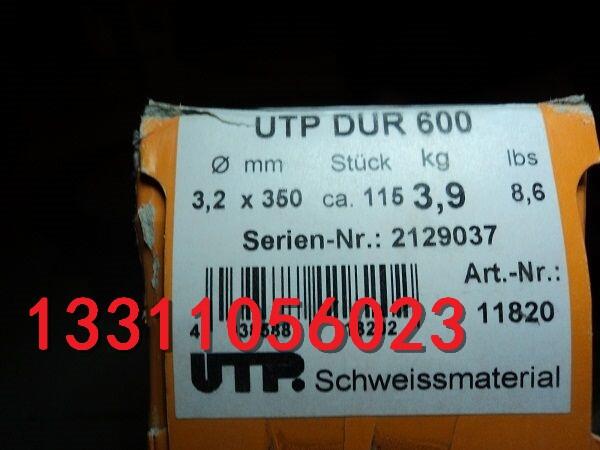 UTP DUR 600
Ø mm Stück kg lbs
3,2 x 350 ca. 115 3,9 8,6
Serien-Nr.: 2129037
Art.-Nr.:
11820
13311056023
UTP. Schweissmaterial